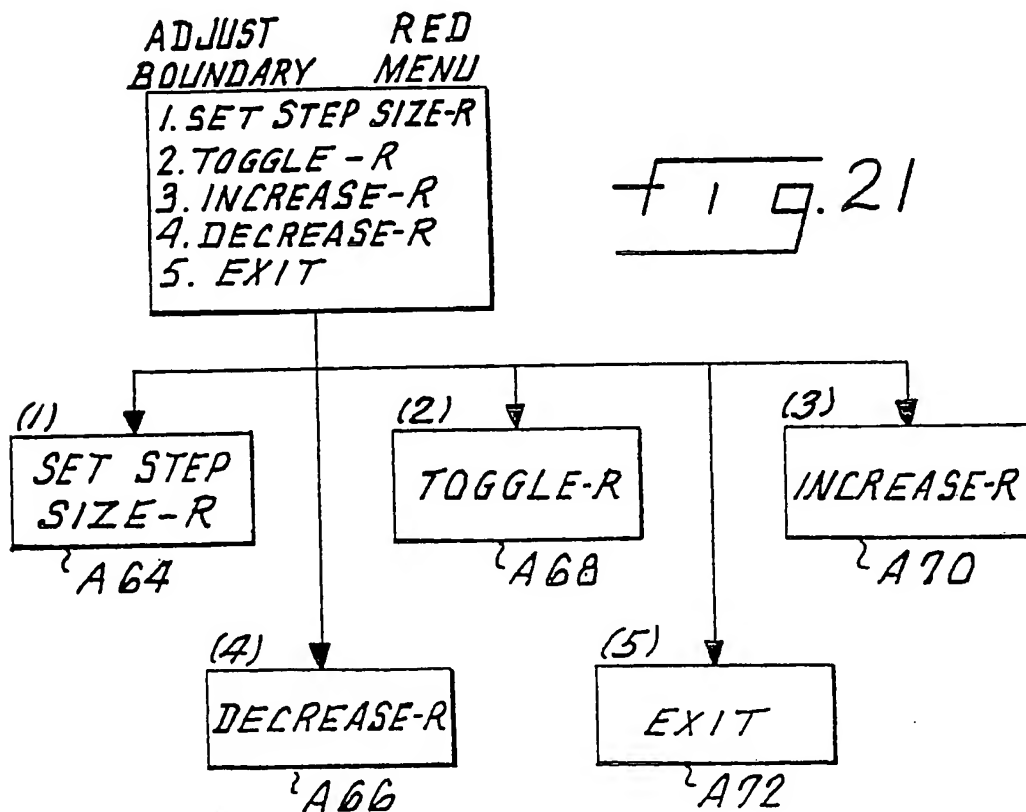 ADJUST RED
BOUNDARY MENU
1. SET STEP SIZE-R
2. TOGGLE-R
3. INCREASE-R
4. DECREASE-R
5. EXIT
Fig. 21
(1)
SET STEP
SIZE-R
A64
(2)
TOGGLE-R
A68
(3)
INCREASE-R
A70
(4)
DECREASE-R
A66
(5)
EXIT
A72